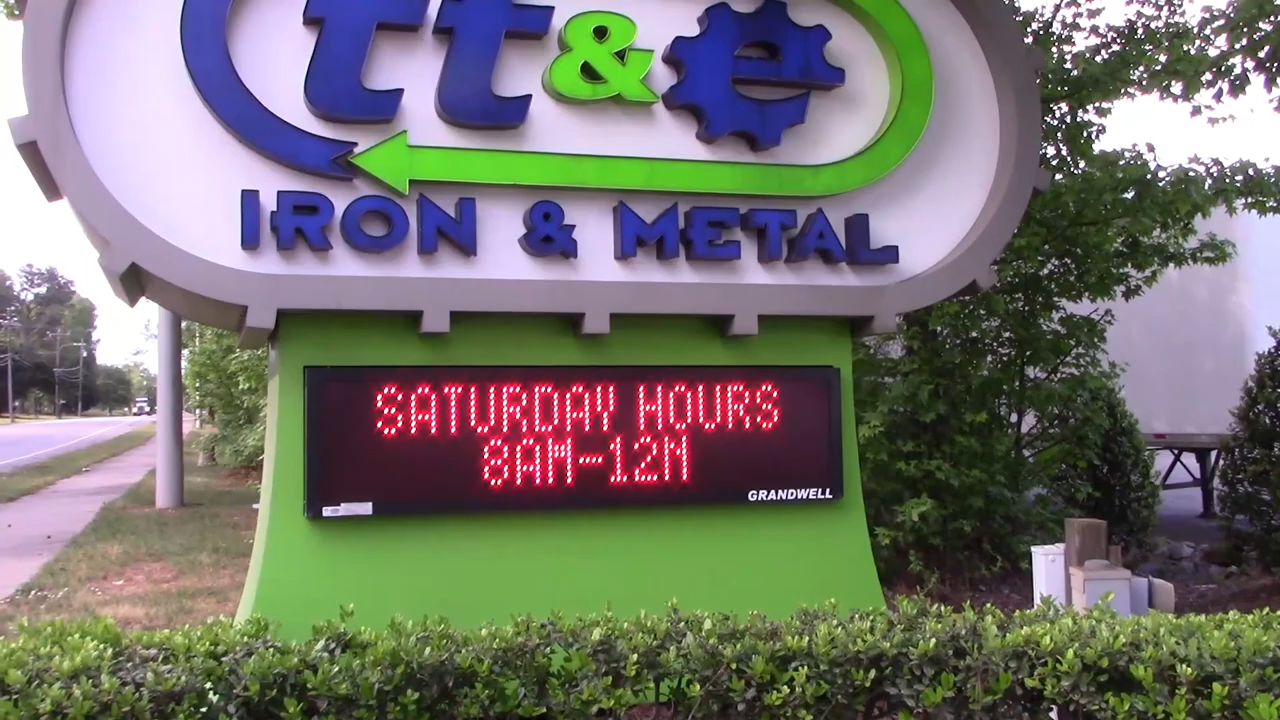 tt&e
IRON & METAL
SATURDAY HOURS
8AM-12N
GRANDWELL